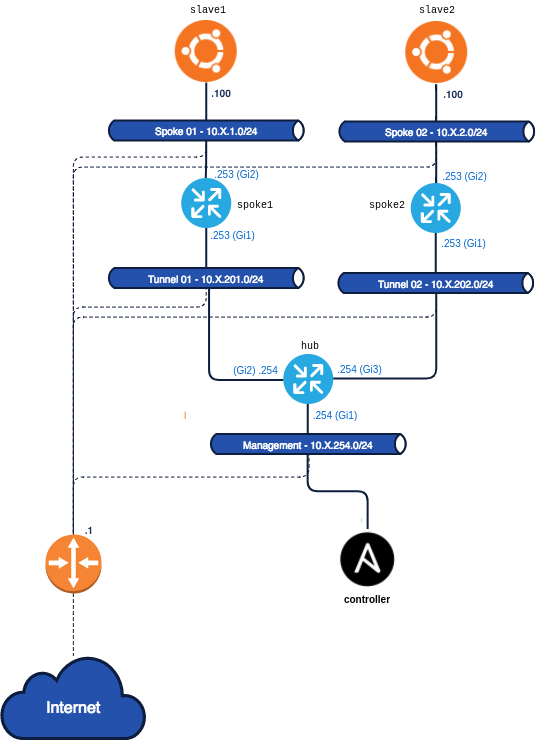 slave1
slave2
.100
.100
Spoke 01 - 10.X.1.0/24
Spoke 02 - 10.X.2.0/24
.253 (Gi2)
.253 (Gi2)
spoke1
spoke2
.253 (Gi1)
.253 (Gi1)
Tunnel 01 - 10.X.201.0/24
Tunnel 02 - 10.X.202.0/24
hub
(Gi2) .254
.254 (Gi3)
.254 (Gi1)
Management - 10.X.254.0/24
.1
A
controller
Internet